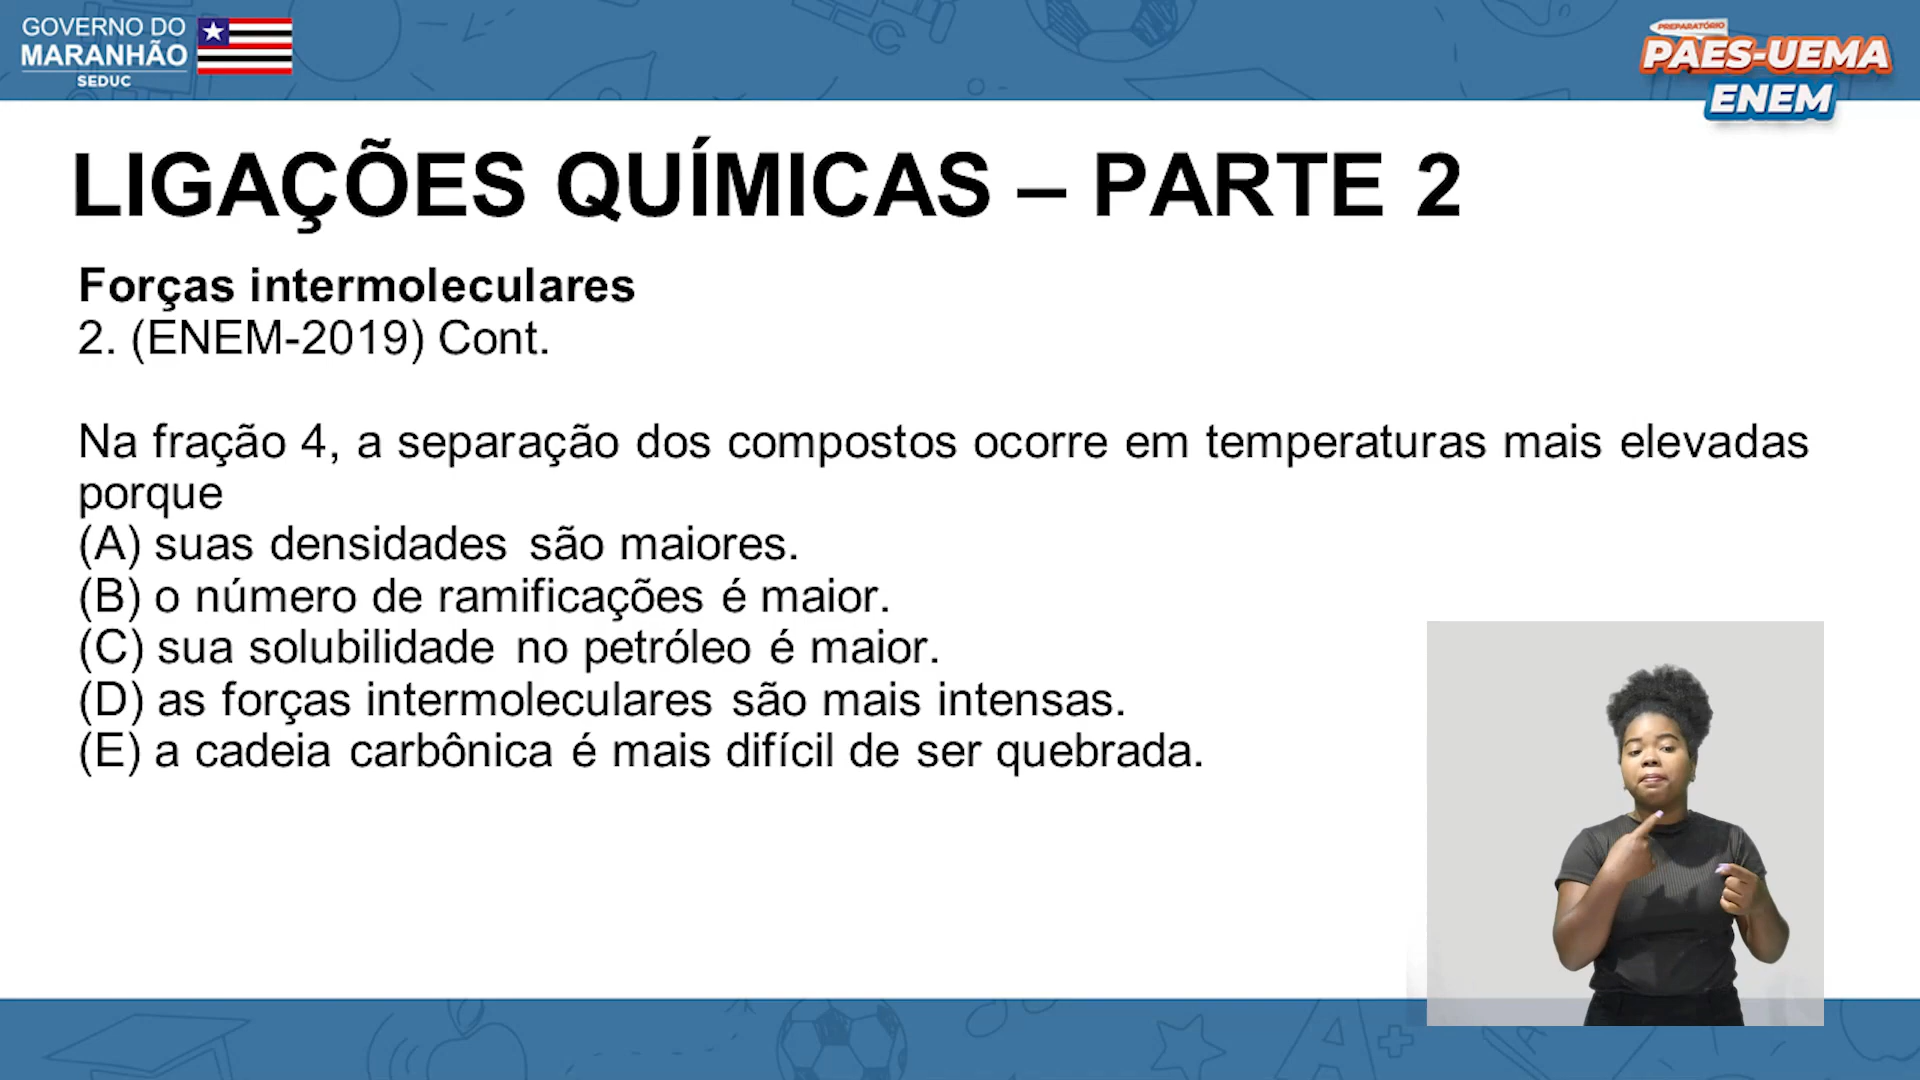 GOVERNO DO
MARANHÃO
SEDUC
PREPARATÓRIO
PAES-UEMA
ENEM
LIGAÇÕES QUÍMICAS – PARTE 2
Forças intermoleculares
2. (ENEM-2019) Cont.
Na fração 4, a separação dos compostos ocorre em temperaturas mais elevadas
porque
(A) suas densidades são maiores.
(B) o número de ramificações é maior.
(C) sua solubilidade no petróleo é maior.
(D) as forças intermoleculares são mais intensas.
(E) a cadeia carbônica é mais difícil de ser quebrada.
A+